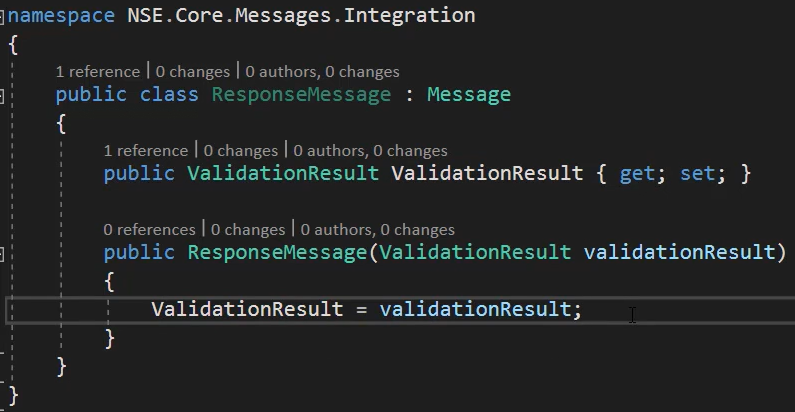 namespace NSE.Core.Messages.Integration
{
1 reference | 0 changes | 0 authors, 0 changes
public class ResponseMessage : Message
{
1 reference | 0 changes | 0 authors, 0 changes
public ValidationResult ValidationResult { get; set; }
0 references | 0 changes | 0 authors, 0 changes
public ResponseMessage(ValidationResult validationResult)
{
ValidationResult = validationResult;
}
}
}